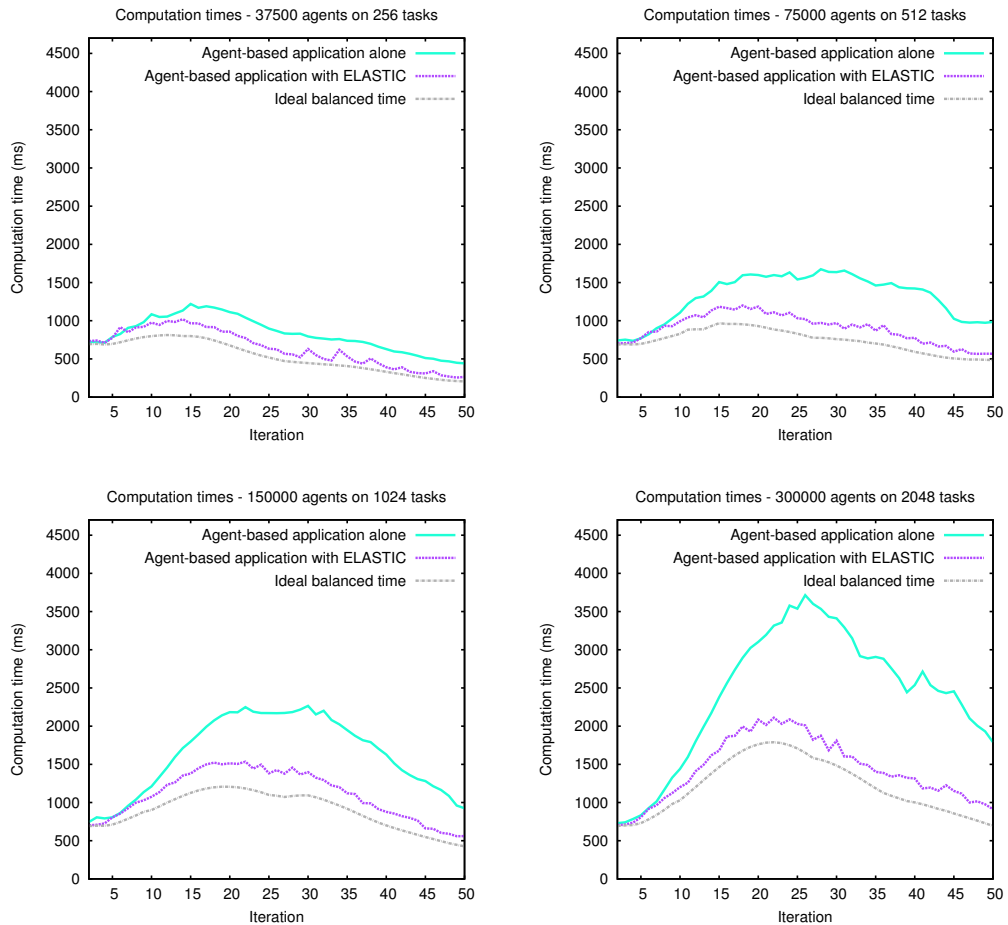 Computation times - 37500 agents on 256 tasks
Agent-based application alone
Agent-based application with ELASTIC
Ideal balanced time
Computation time (ms)
4500
4000
3500
3000
2500
2000
1500
1000
500
0
5 10 15 20 25 30 35 40 45 50
Iteration
Computation times - 75000 agents on 512 tasks
Agent-based application alone
Agent-based application with ELASTIC
Ideal balanced time
Computation time (ms)
4500
4000
3500
3000
2500
2000
1500
1000
500
0
5 10 15 20 25 30 35 40 45 50
Iteration
Computation times - 150000 agents on 1024 tasks
Agent-based application alone
Agent-based application with ELASTIC
Ideal balanced time
Computation time (ms)
4500
4000
3500
3000
2500
2000
1500
1000
500
0
5 10 15 20 25 30 35 40 45 50
Iteration
Computation times - 300000 agents on 2048 tasks
Agent-based application alone
Agent-based application with ELASTIC
Ideal balanced time
Computation time (ms)
4500
4000
3500
3000
2500
2000
1500
1000
500
0
5 10 15 20 25 30 35 40 45 50
Iteration